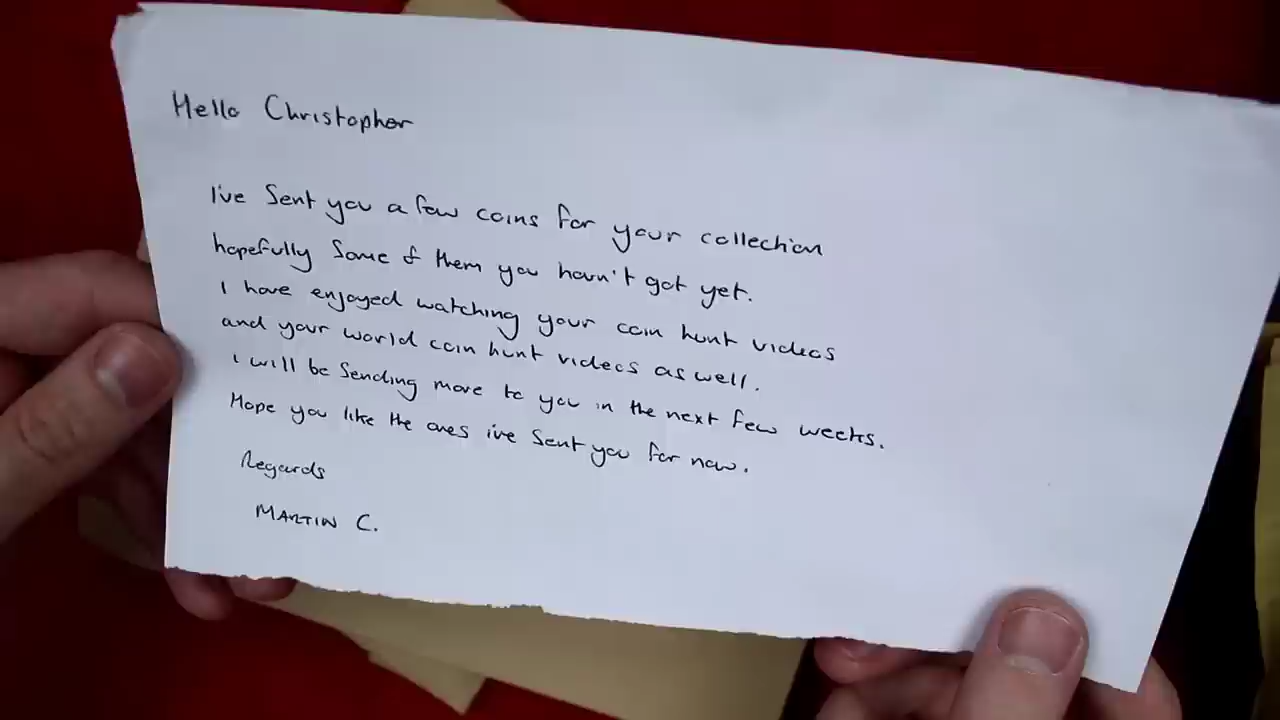 Hello Christopher
I've Sent you a few coins for your collection
hopefully Some of them you havn't got yet.
I have enjoyed watching your coin hunt videos
and your world coin hunt videos as well.
I will be Sending more to you in the next few weeks.
Hope you like the ones i've Sent you for now.
Regards
MARTIN C.